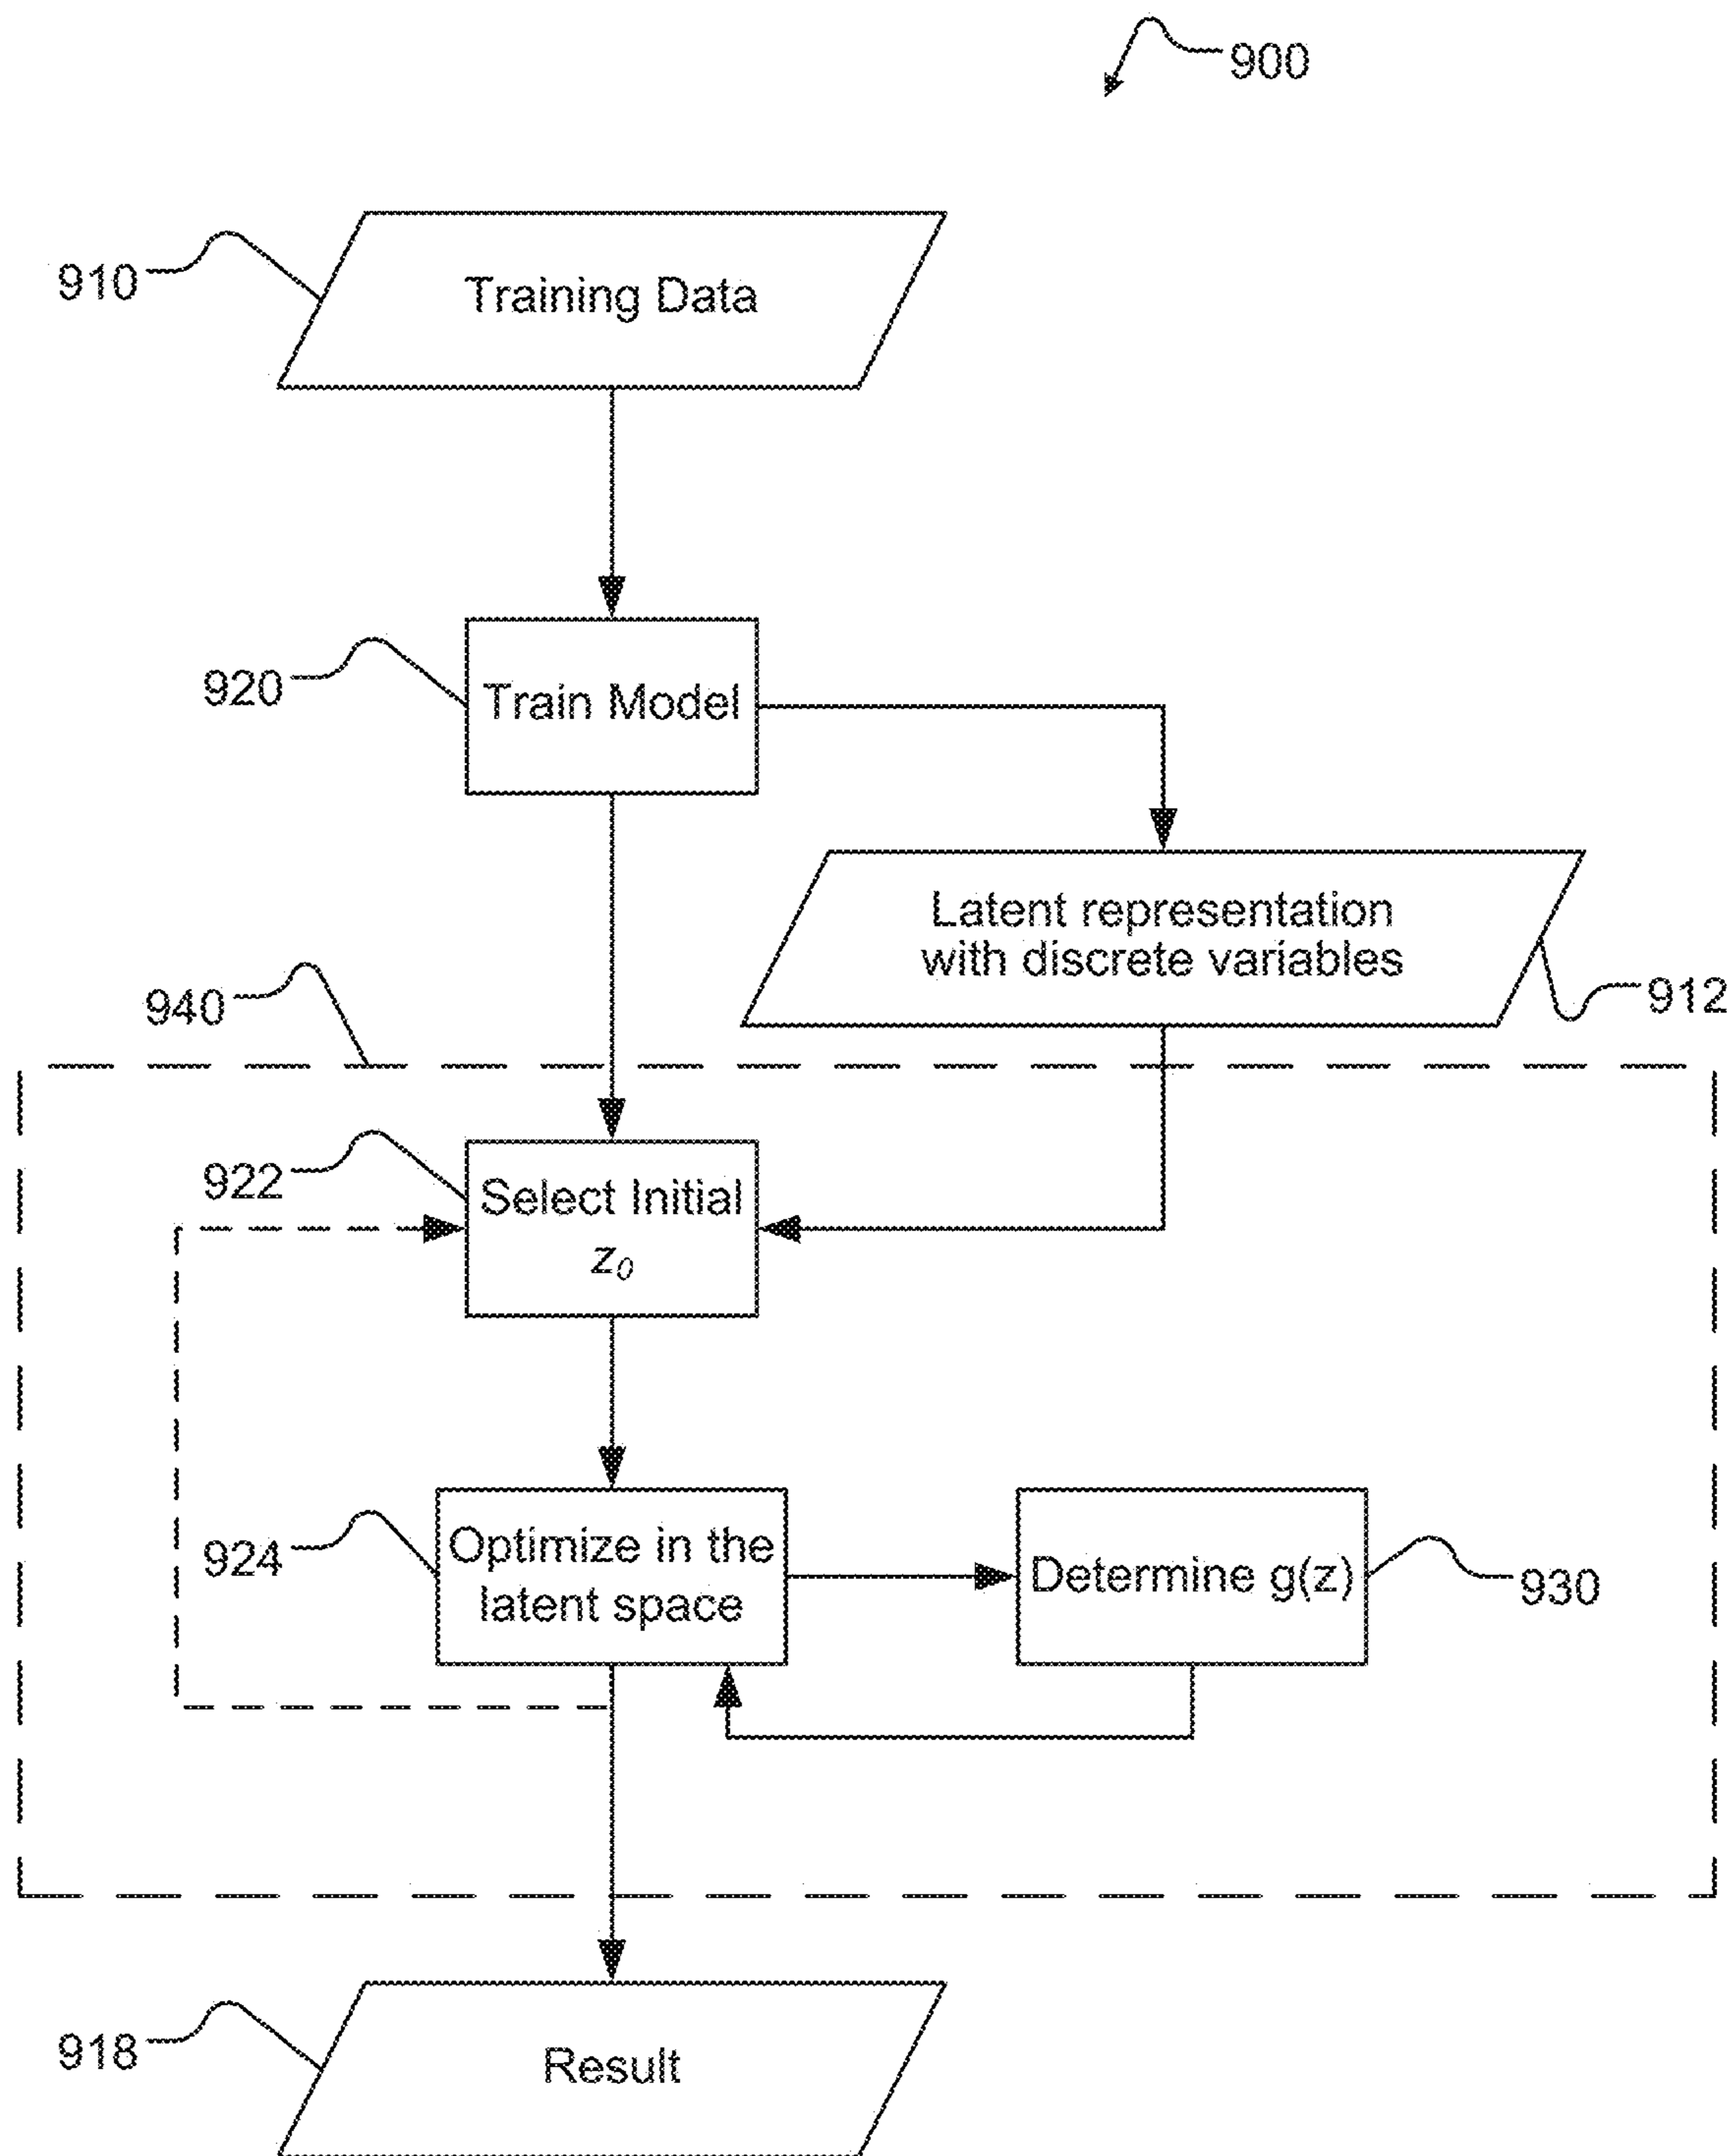 900
910
Training Data
920
Train Model
Latent representation
with discrete variables
912
940
922
Select Initial
z₀
924
Optimize in the
latent space
Determine g(z)
930
918
Result